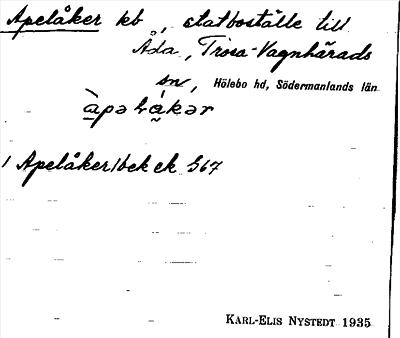 Apelåker kb, statboställe till
Åda, Trosa-Vagnhärads
sn, Hölebo hd, Södermanlands län
Apelåker/bek ek 567
KARL-ELIS NYSTEDT 1935